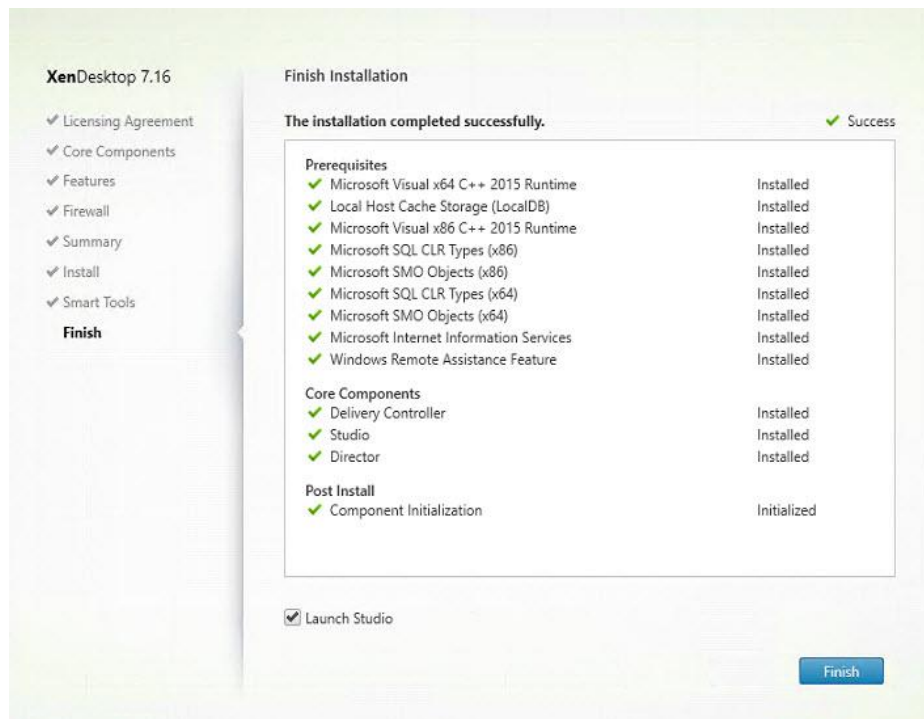 XenDesktop 7.16
Licensing Agreement
Core Components
Features
Firewall
Summary
Install
Smart Tools
Finish
Finish Installation
The installation completed successfully. Success
Prerequisites
Microsoft Visual x64 C++ 2015 Runtime Installed
Local Host Cache Storage (LocalDB) Installed
Microsoft Visual x86 C++ 2015 Runtime Installed
Microsoft SQL CLR Types (x86) Installed
Microsoft SMO Objects (x86) Installed
Microsoft SQL CLR Types (x64) Installed
Microsoft SMO Objects (x64) Installed
Microsoft Internet Information Services Installed
Windows Remote Assistance Feature Installed
Core Components
Delivery Controller Installed
Studio Installed
Director Installed
Post Install
Component Initialization Initialized
Launch Studio
Finish